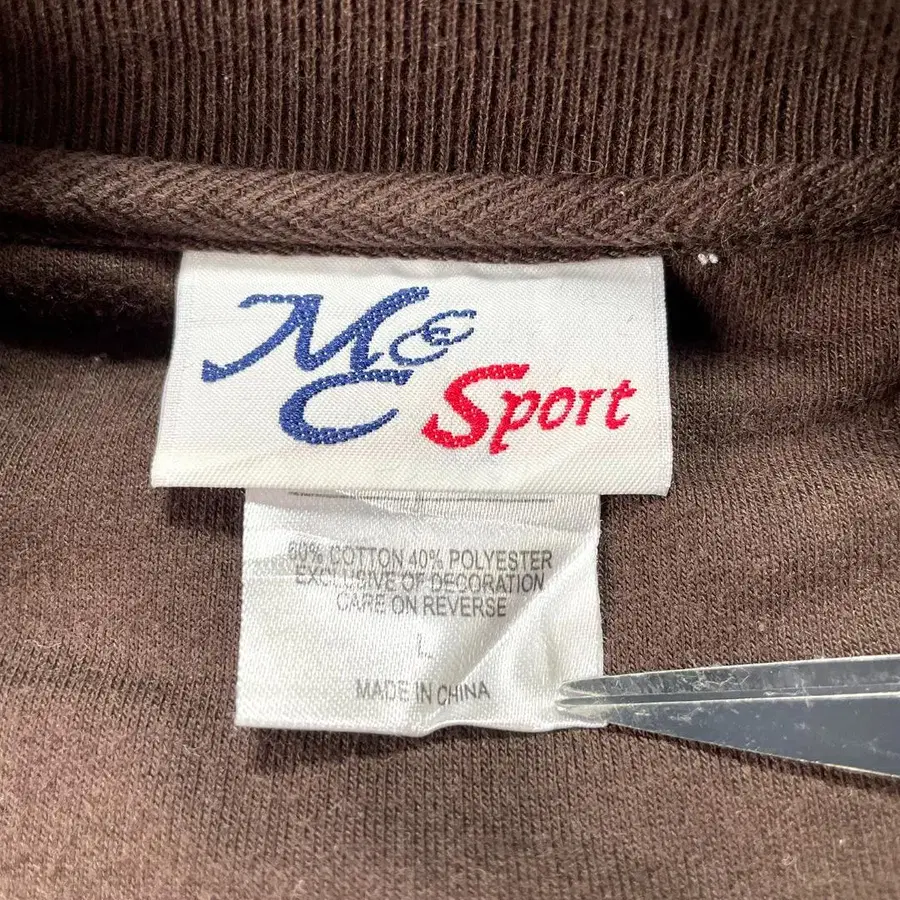 Sport
60% COTTON 40% POLYESTER
EXCLUSIVE OF DECORATION
CARE ON REVERSE
L
MADE IN CHINA